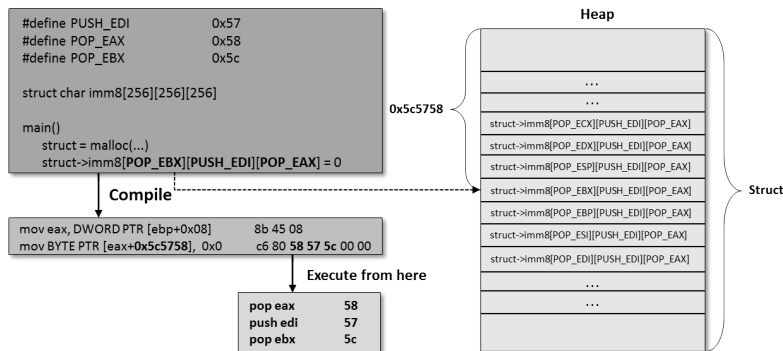 #define PUSH_EDI 0x57
#define POP_EAX 0x58
#define POP_EBX 0x5c
struct char imm8[256][256][256]
main()
struct = malloc(...)
struct->imm8[POP_EBX][PUSH_EDI][POP_EAX] = 0
Compile
mov eax, DWORD PTR [ebp+0x08] 8b 45 08
mov BYTE PTR [eax+0x5c5758], 0x0 c6 80 58 57 5c 00 00
Execute from here
pop eax 58
push edi 57
pop ebx 5c
Heap
0x5c5758
...
...
struct->imm8[POP_ECX][PUSH_EDI][POP_EAX]
struct->imm8[POP_EDX][PUSH_EDI][POP_EAX]
struct->imm8[POP_ESP][PUSH_EDI][POP_EAX]
struct->imm8[POP_EBX][PUSH_EDI][POP_EAX]
struct->imm8[POP_EBP][PUSH_EDI][POP_EAX]
struct->imm8[POP_ESI][PUSH_EDI][POP_EAX]
struct->imm8[POP_EDI][PUSH_EDI][POP_EAX]
...
...
Struct